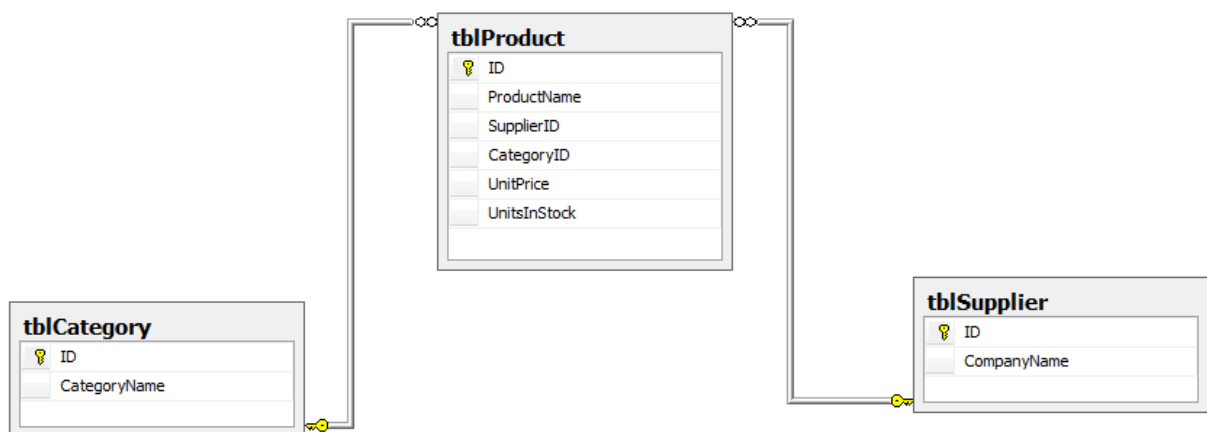 tblProduct
ID
ProductName
SupplierID
CategoryID
UnitPrice
UnitsInStock
tblCategory
ID
CategoryName
tblSupplier
ID
CompanyName